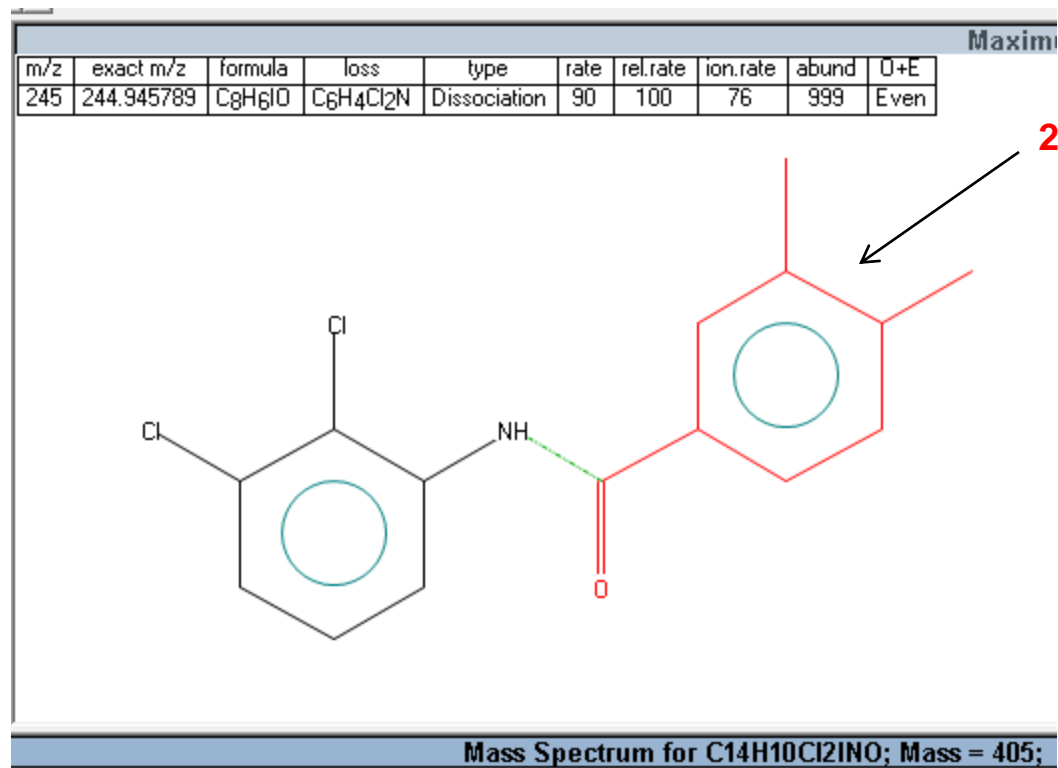 Maximu
m/z exact m/z formula loss type rate rel.rate ion.rate abund O+E
245 244.945789 C8H6IO C6H4Cl2N Dissociation 90 100 76 999 Even
2
Cl
Cl
NH
O
Mass Spectrum for C14H10Cl2INO; Mass = 405;